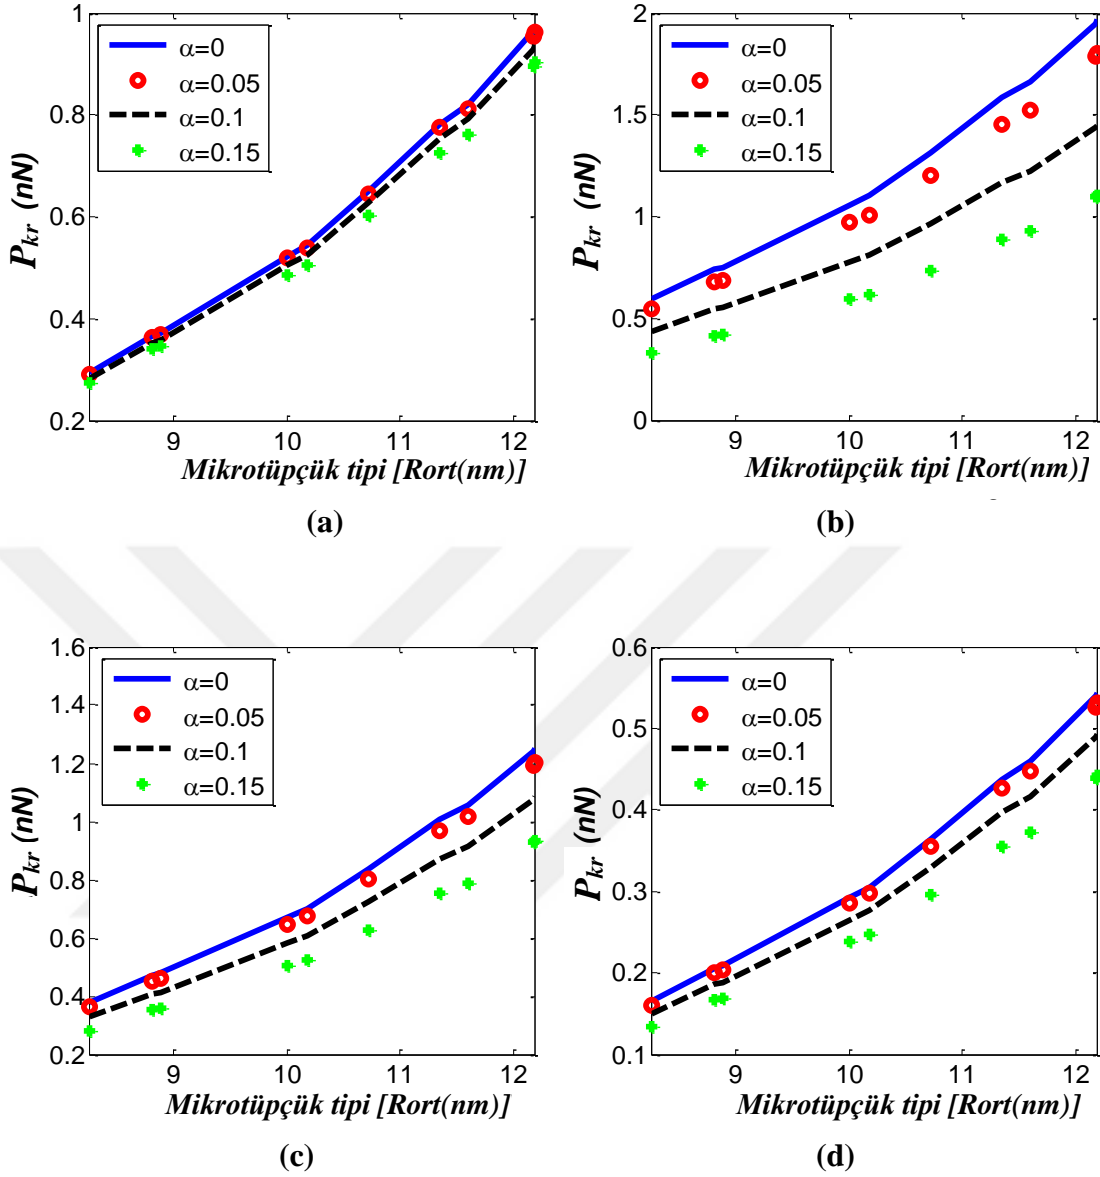 1
0.8
0.6
0.4
0.2
9
10
11
12
α=0
α=0.05
α=0.1
α=0.15
Pkr (nN)
Mikrotüpçük tipi [Rort(nm)]
(a)
2
1.5
1
0.5
0
9
10
11
12
α=0
α=0.05
α=0.1
α=0.15
Pkr (nN)
Mikrotüpçük tipi [Rort(nm)]
(b)
1.6
1.4
1.2
1
0.8
0.6
0.4
0.2
9
10
11
12
α=0
α=0.05
α=0.1
α=0.15
Pkr (nN)
Mikrotüpçük tipi [Rort(nm)]
(c)
0.6
0.5
0.4
0.3
0.2
0.1
9
10
11
12
α=0
α=0.05
α=0.1
α=0.15
Pkr (nN)
Mikrotüpçük tipi [Rort(nm)]
(d)